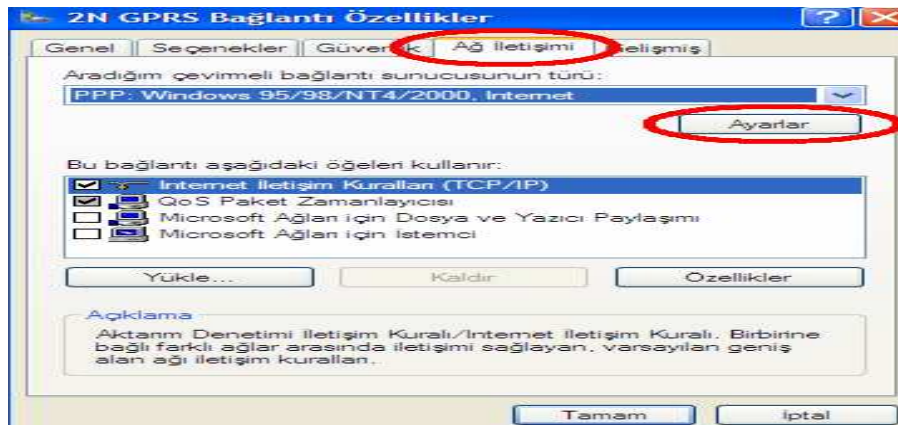 2N GPRS Bağlantı Özellikler
Genel Seçenekler Güvenlik Ağ İletişimi Gelişmiş
Aradığım çevirmeli bağlantı sunucusunun türü:
PPP: Windows 95/98/NT4/2000, Internet
Ayarlar
Bu bağlantı aşağıdaki öğeleri kullanır:
Internet İletişim Kuralları (TCP/IP)
QoS Paket Zamanlayıcısı
Microsoft Ağları için Dosya ve Yazıcı Paylaşımı
Microsoft Ağları için İstemci
Yükle... Kaldır Özellikler
Açıklama
Aktarım Denetimi İletişim Kuralı/Internet İletişim Kuralı. Birbirine
bağlı farklı ağlar arasında iletişimi sağlayan, varsayılan geniş
alan ağı iletişim kuralları.
Tamam İptal